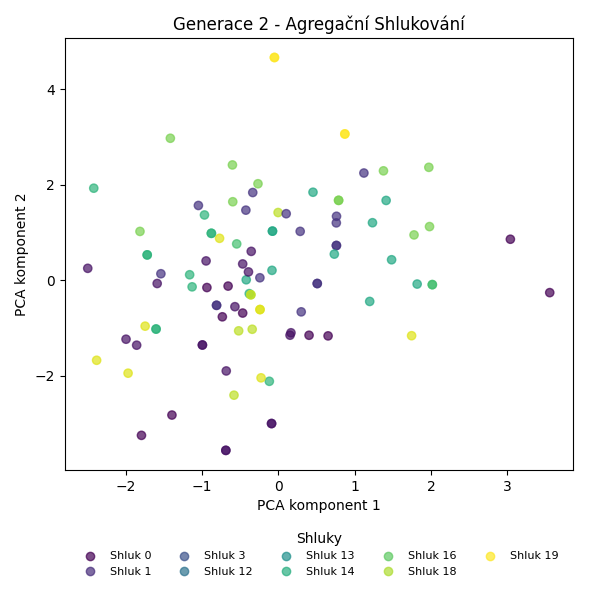 Generace 2 - Agregační Shlukování
PCA komponent 2
4
2
0
−2
−2 −1 0 1 2 3
PCA komponent 1
Shluky
Shluk 0 Shluk 3 Shluk 13 Shluk 16 Shluk 19
Shluk 1 Shluk 12 Shluk 14 Shluk 18